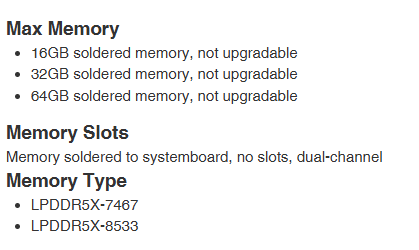 Max Memory
• 16GB soldered memory, not upgradable
• 32GB soldered memory, not upgradable
• 64GB soldered memory, not upgradable
Memory Slots
Memory soldered to systemboard, no slots, dual-channel
Memory Type
• LPDDR5X-7467
• LPDDR5X-8533